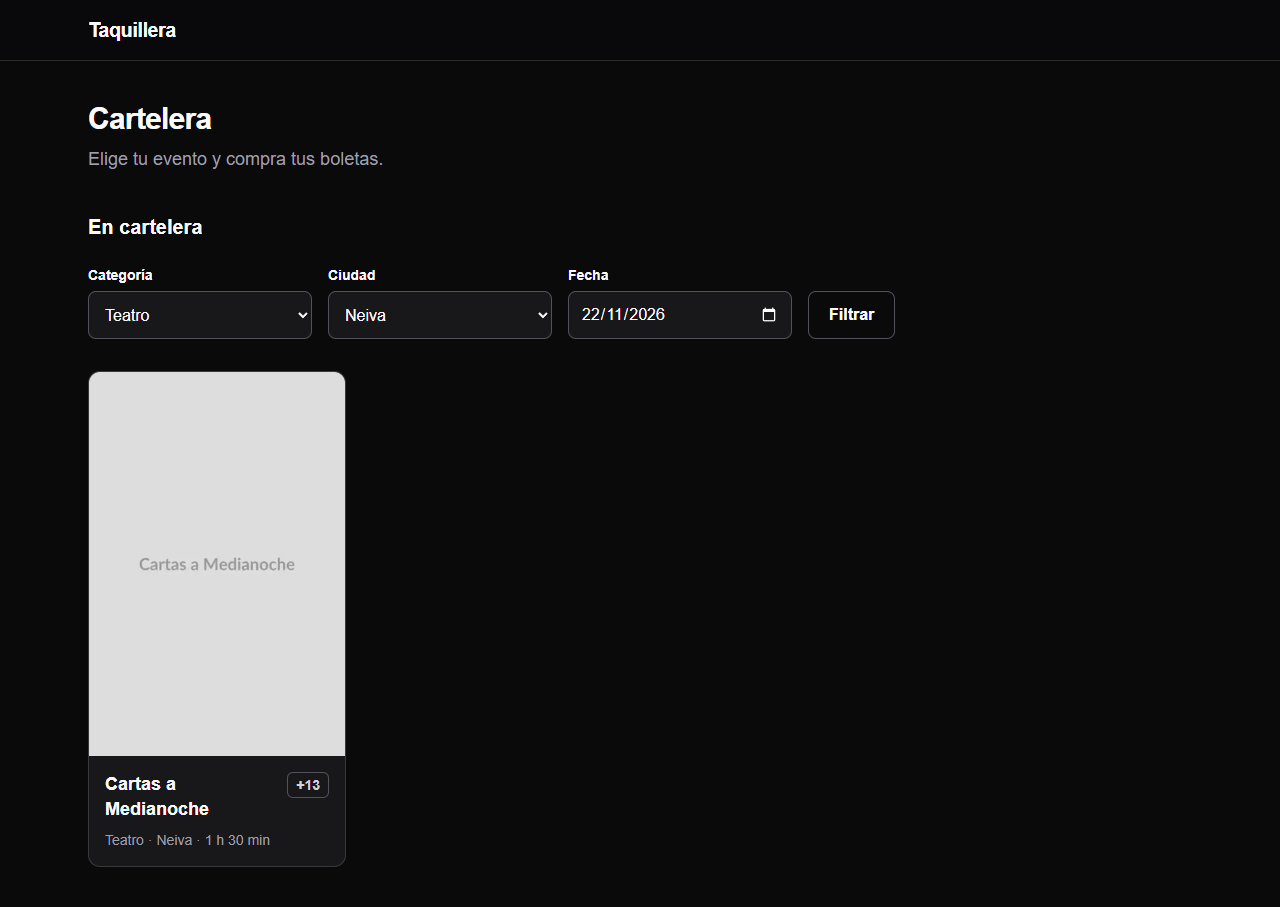 Taquillera
Cartelera
Elige tu evento y compra tus boletas.
En cartelera
Categoría
Ciudad
Fecha
Teatro
Neiva
22/11/2026
Filtrar
Cartas a Medianoche
Cartas a
Medianoche
+13
Teatro · Neiva · 1 h 30 min